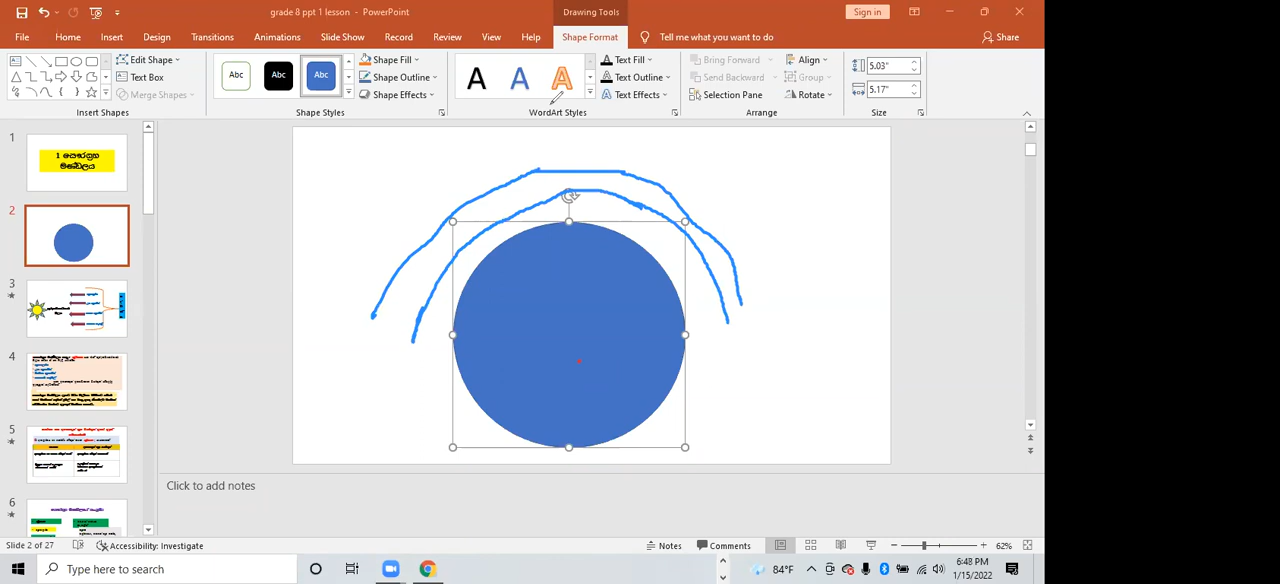 grade 8 ppt 1 lesson - PowerPoint
Drawing Tools
Sign in
File Home Insert Design Transitions Animations Slide Show Record Review View Help Shape Format Tell me what you want to do Share
Edit Shape
Text Box
Merge Shapes
Insert Shapes
Abc Abc Abc
Shape Fill
Shape Outline
Shape Effects
Shape Styles
A A A
Text Fill
Text Outline
Text Effects
WordArt Styles
Bring Forward
Send Backward
Selection Pane
Align
Group
Rotate
Arrange
5.03"
5.17"
Size
1
1 සෞරග්‍රහ
මණ්ඩලය
2
3
4
5
6
Click to add notes
Slide 2 of 27
Accessibility: Investigate
Notes
Comments
62%
Type here to search
84°F
6:48 PM
1/15/2022